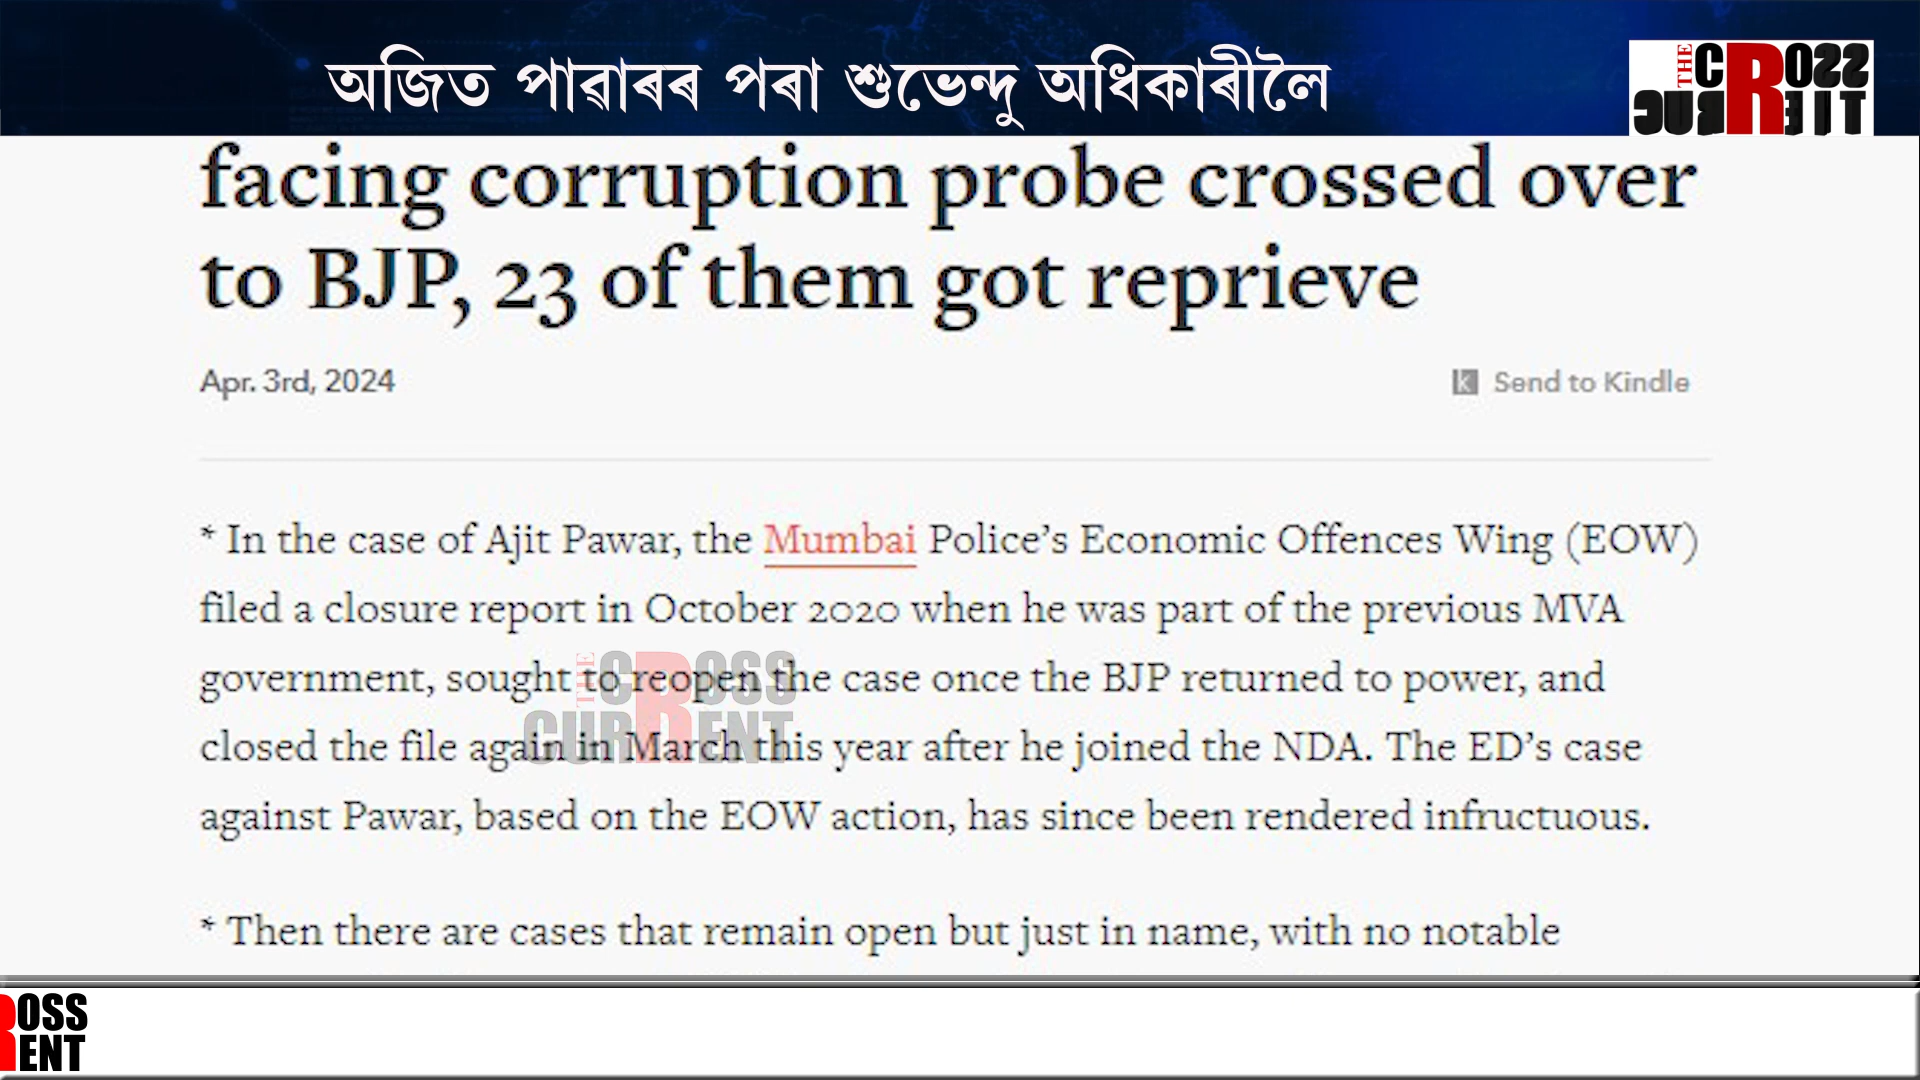 অজিত পাৱাৰৰ পৰা শুভেন্দু অধিকাৰীলৈ
THE CROSS
CURRENT
facing corruption probe crossed over
to BJP, 23 of them got reprieve
Apr. 3rd, 2024
k Send to Kindle
* In the case of Ajit Pawar, the Mumbai Police’s Economic Offences Wing (EOW)
filed a closure report in October 2020 when he was part of the previous MVA
government, sought to reopen the case once the BJP returned to power, and
closed the file again in March this year after he joined the NDA. The ED’s case
against Pawar, based on the EOW action, has since been rendered infructuous.
THE CROSS
CURRENT
* Then there are cases that remain open but just in name, with no notable
ROSS
RENT